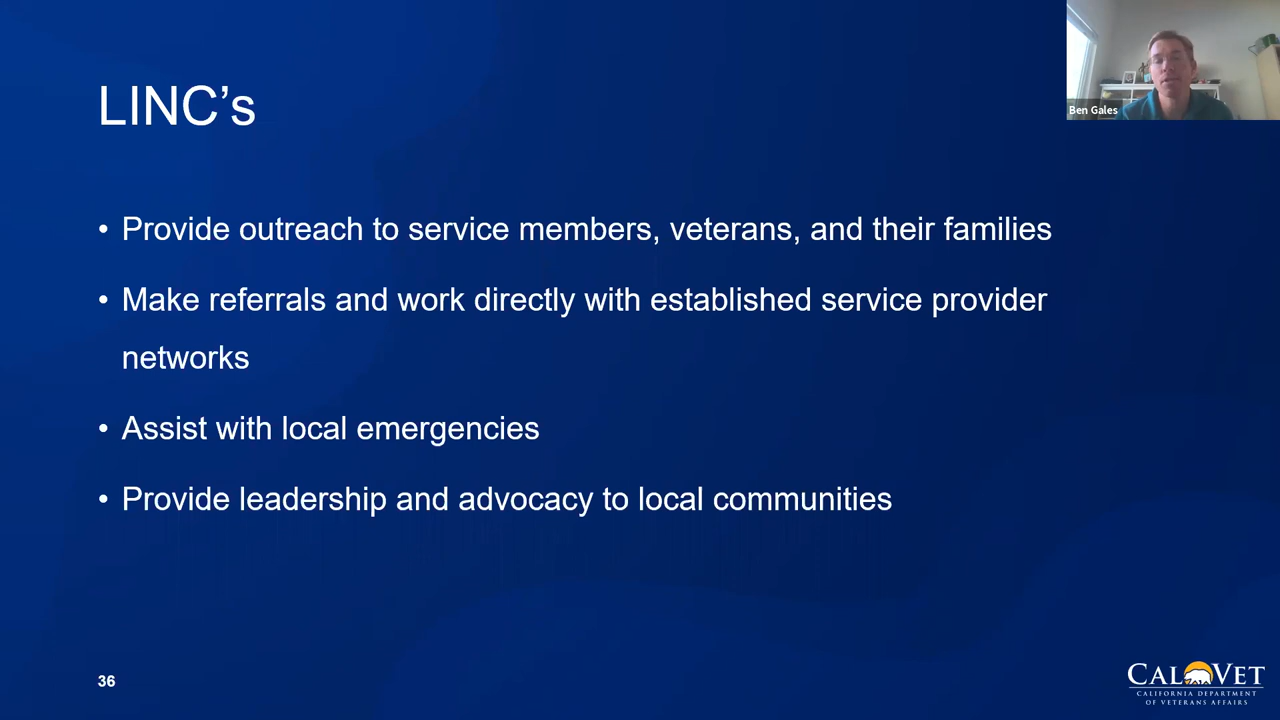 LINC’s
Ben Gales
• Provide outreach to service members, veterans, and their families
• Make referrals and work directly with established service provider
networks
• Assist with local emergencies
• Provide leadership and advocacy to local communities
36
CALVET
CALIFORNIA DEPARTMENT
OF VETERANS AFFAIRS